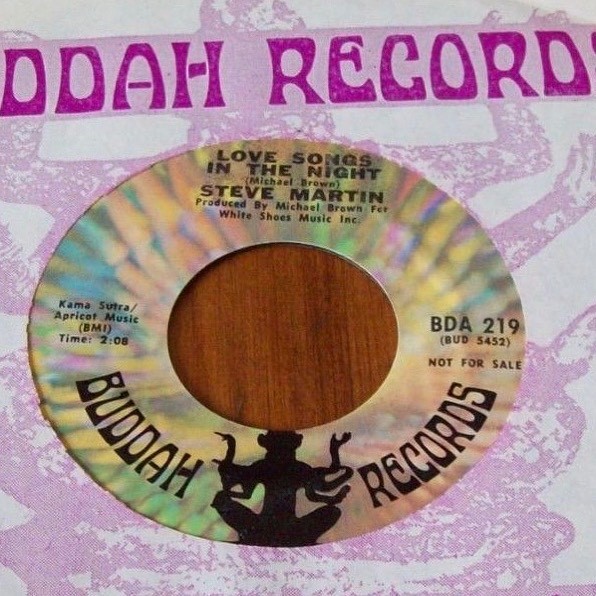 DDAH RECORDS
LOVE SONGS
IN THE NIGHT
(Michael Brown)
STEVE MARTIN
Produced By Michael Brown For
White Shoes Music Inc.
Kama Sutra/
Apricot Music
(BMI)
Time: 2:08
BDA 219
(BUD 5452)
NOT FOR SALE
BUDDAH RECORDS